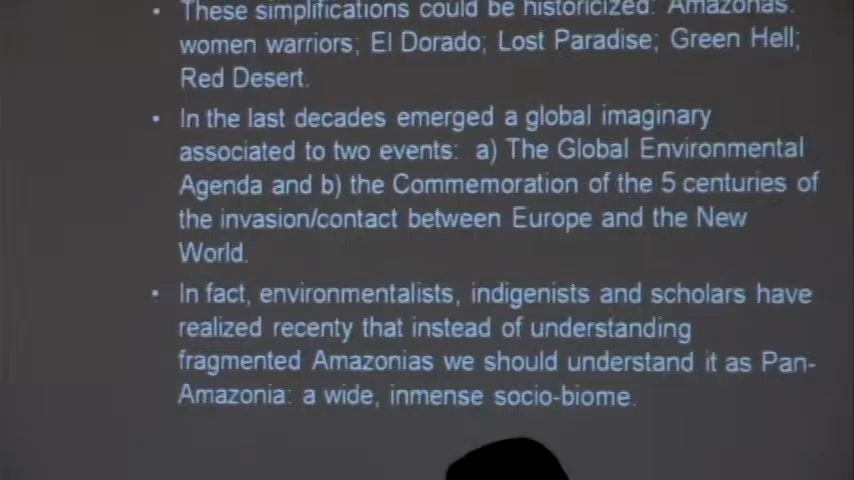 • These simplifications could be historicized: Amazonas:
women warriors; El Dorado; Lost Paradise; Green Hell;
Red Desert.
• In the last decades emerged a global imaginary
associated to two events: a) The Global Environmental
Agenda and b) the Commemoration of the 5 centuries of
the invasion/contact between Europe and the New
World.
• In fact, environmentalists, indigenists and scholars have
realized recenty that instead of understanding
fragmented Amazonias we should understand it as Pan-
Amazonia: a wide, inmense socio-biome.